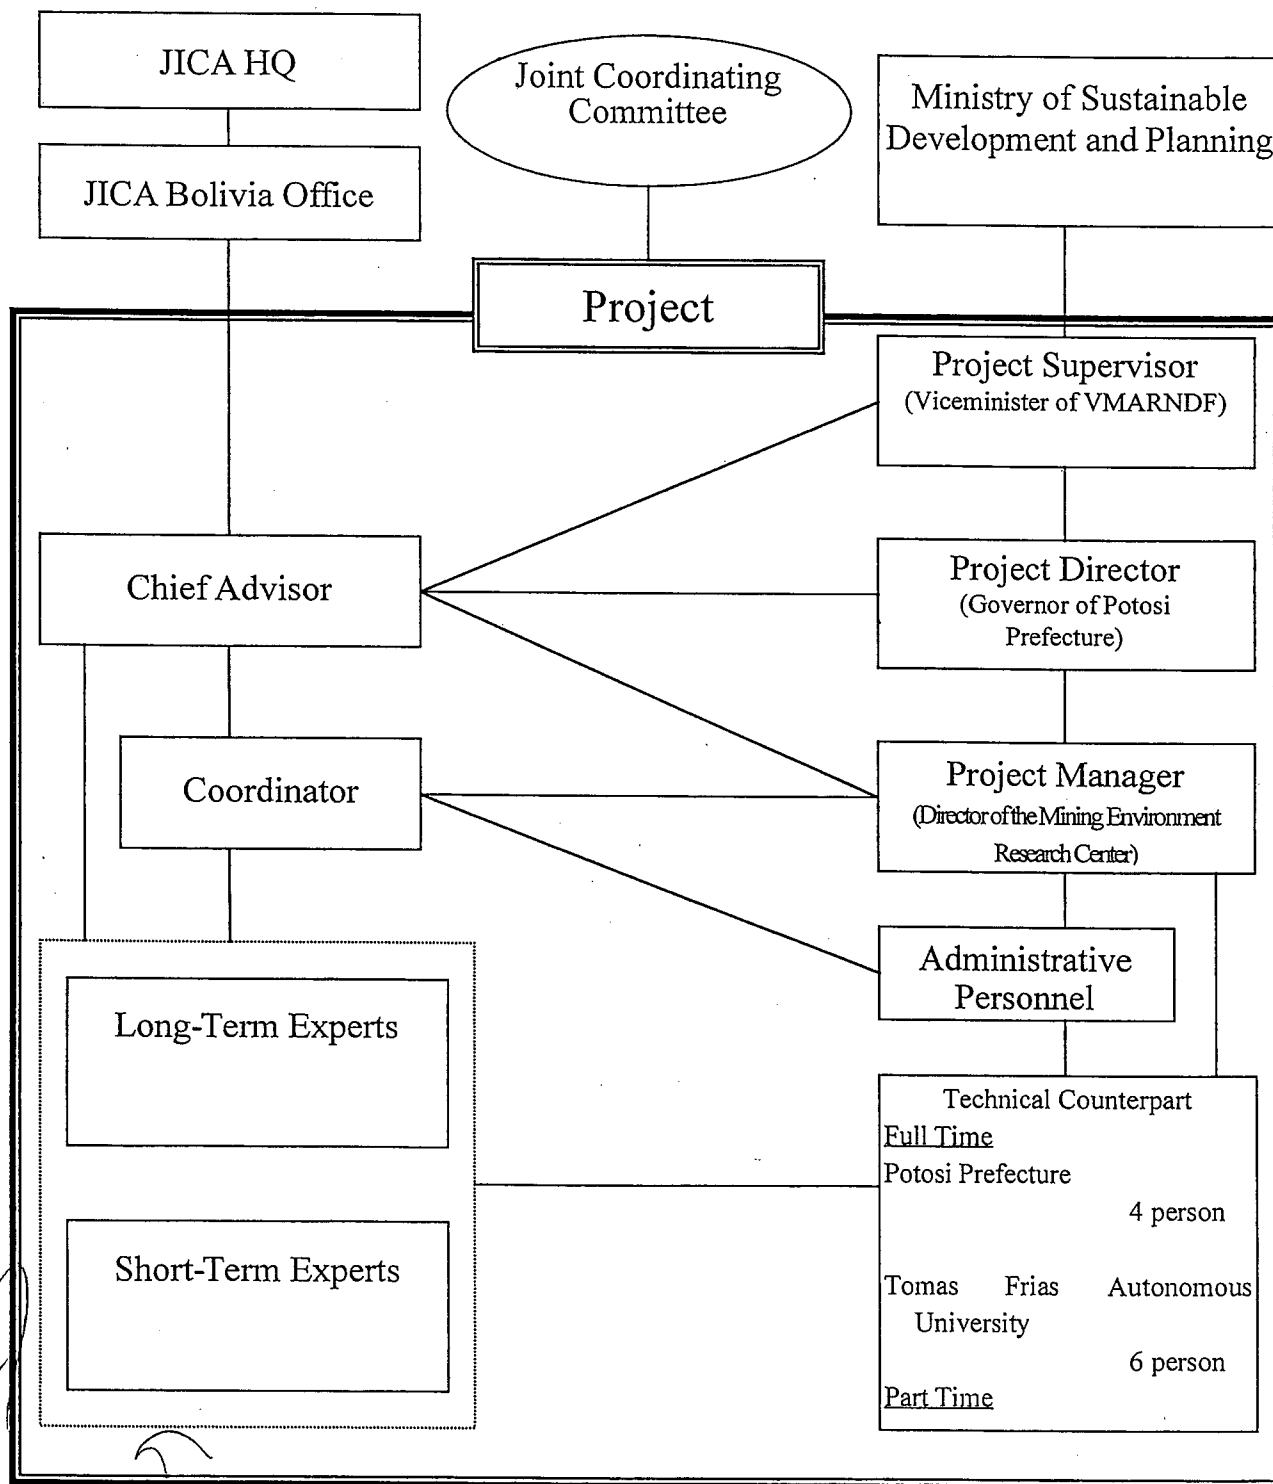 JICA HQ
Joint Coordinating
Committee
Ministry of Sustainable
Development and Planning
JICA Bolivia Office
Project
Project Supervisor
(Viceminister of VMARNDF)
Chief Advisor
Project Director
(Governor of Potosi
Prefecture)
Coordinator
Project Manager
(Director of the Mining Environment
Research Center)
Administrative
Personnel
Long-Term Experts
Short-Term Experts
Technical Counterpart
Full Time
Potosi Prefecture
4 person
Tomas Frias Autonomous
University
6 person
Part Time